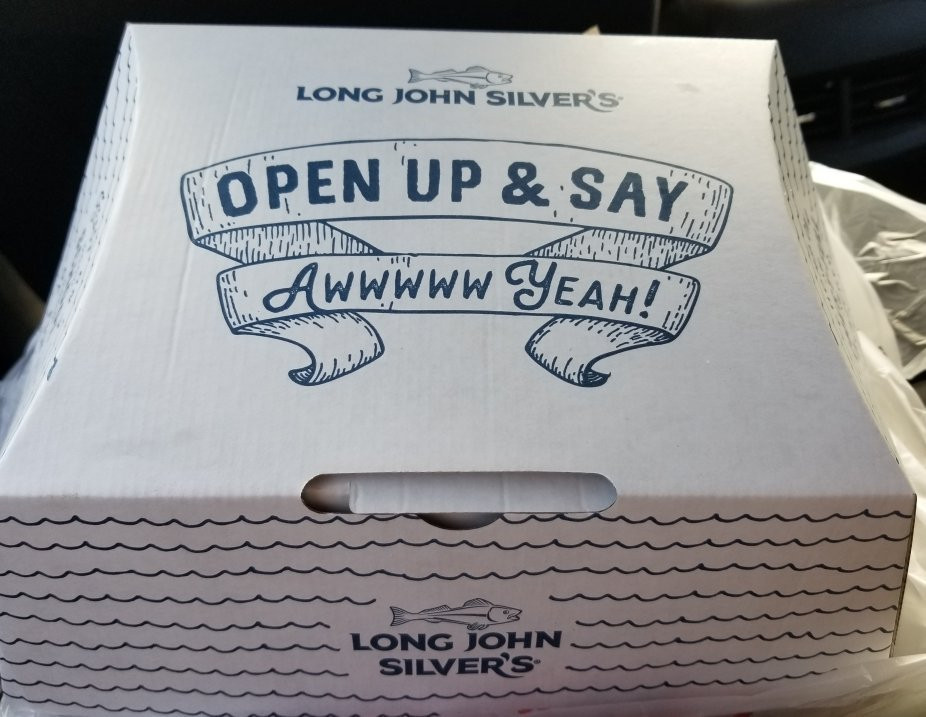 LONG JOHN SILVER'S
OPEN UP & SAY
AWWWWW YEAH!
LONG JOHN
SILVER'S